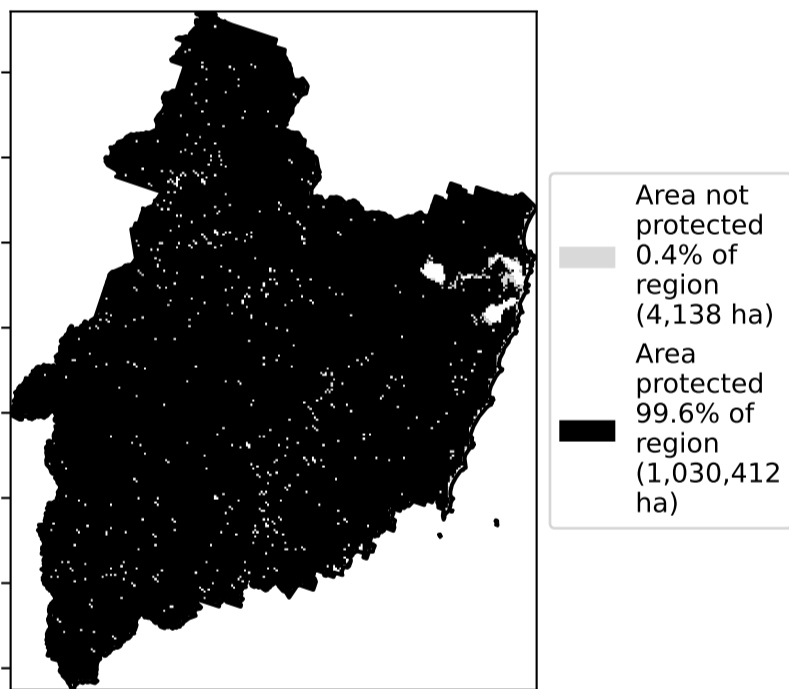 Area not
protected
0.4% of
region
(4,138 ha)
Area
protected
99.6% of
region
(1,030,412
ha)